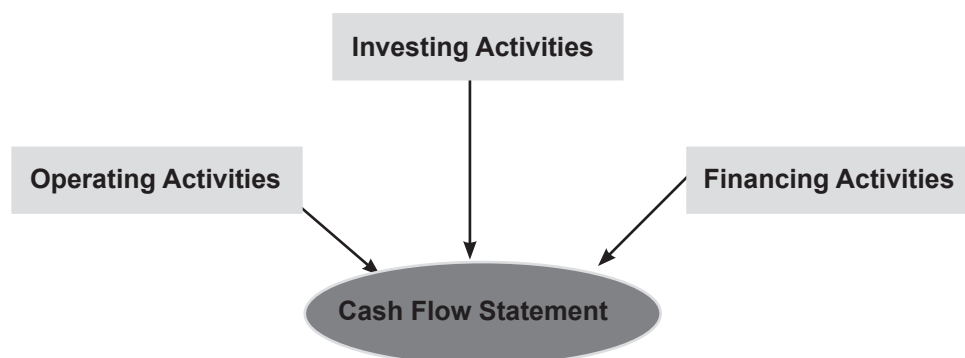 Investing Activities
Operating Activities
Financing Activities
Cash Flow Statement